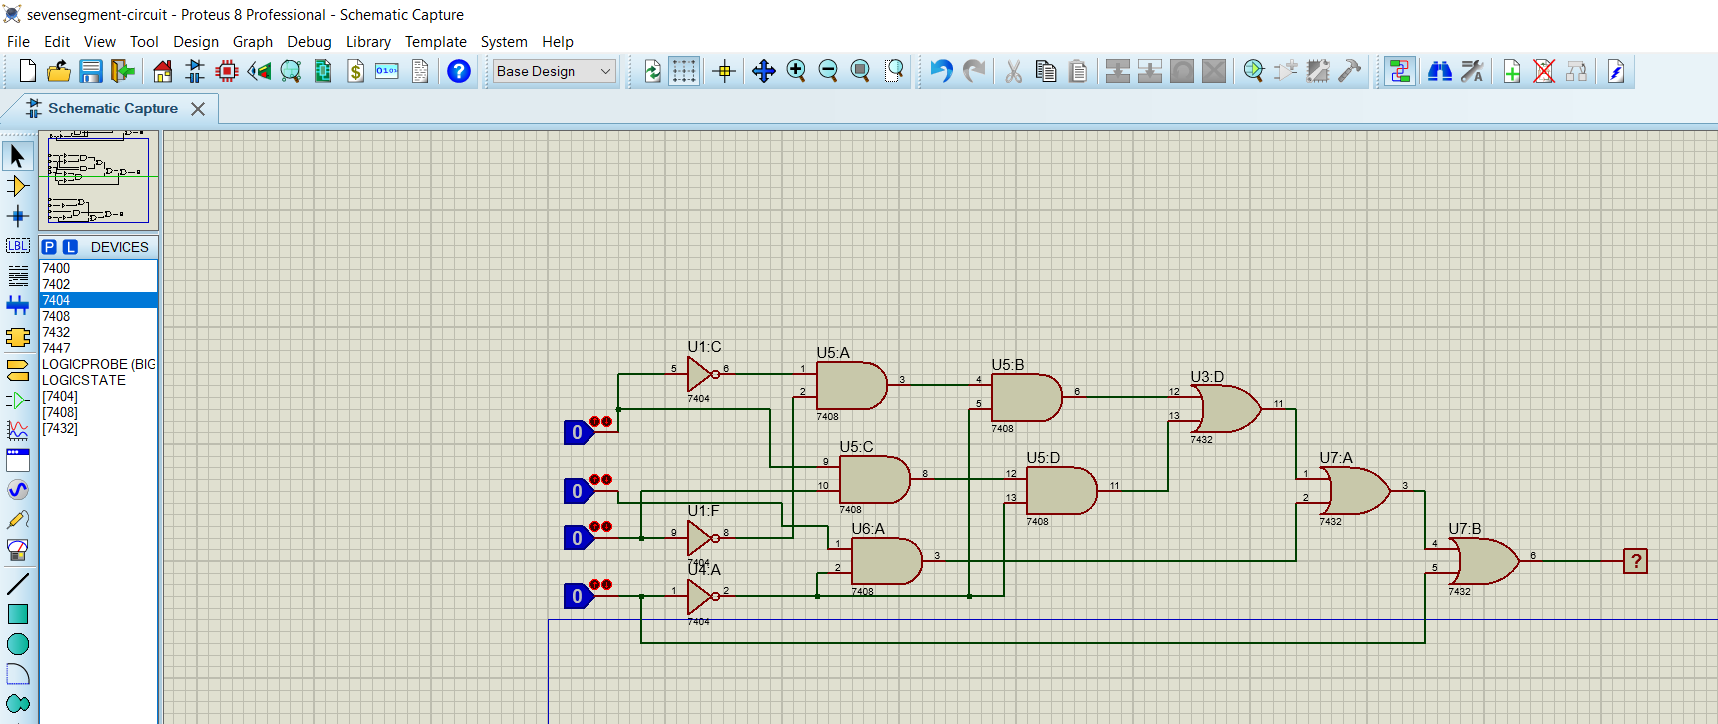 sevensegment-circuit - Proteus 8 Professional - Schematic Capture
File Edit View Tool Design Graph Debug Library Template System Help
$ 0101 ? Base Design
Schematic Capture
P L DEVICES
LBL
7400
7402
7404
7408
7432
7447
LOGICPROBE (BIG
LOGICSTATE
[7404]
[7408]
[7432]
U1:C
5 6
7404
U5:A
1 2 3
7408
U5:B
4 5 6
7408
U3:D
12 13 11
7432
0
U5:C
9 10 8
7408
U5:D
12 13 11
7408
U7:A
1 2 3
7432
0
U1:F
9 8
7404
0
U6:A
1 2 3
7408
U7:B
4 5 6
7432
?
U4:A
1 2
7404
0